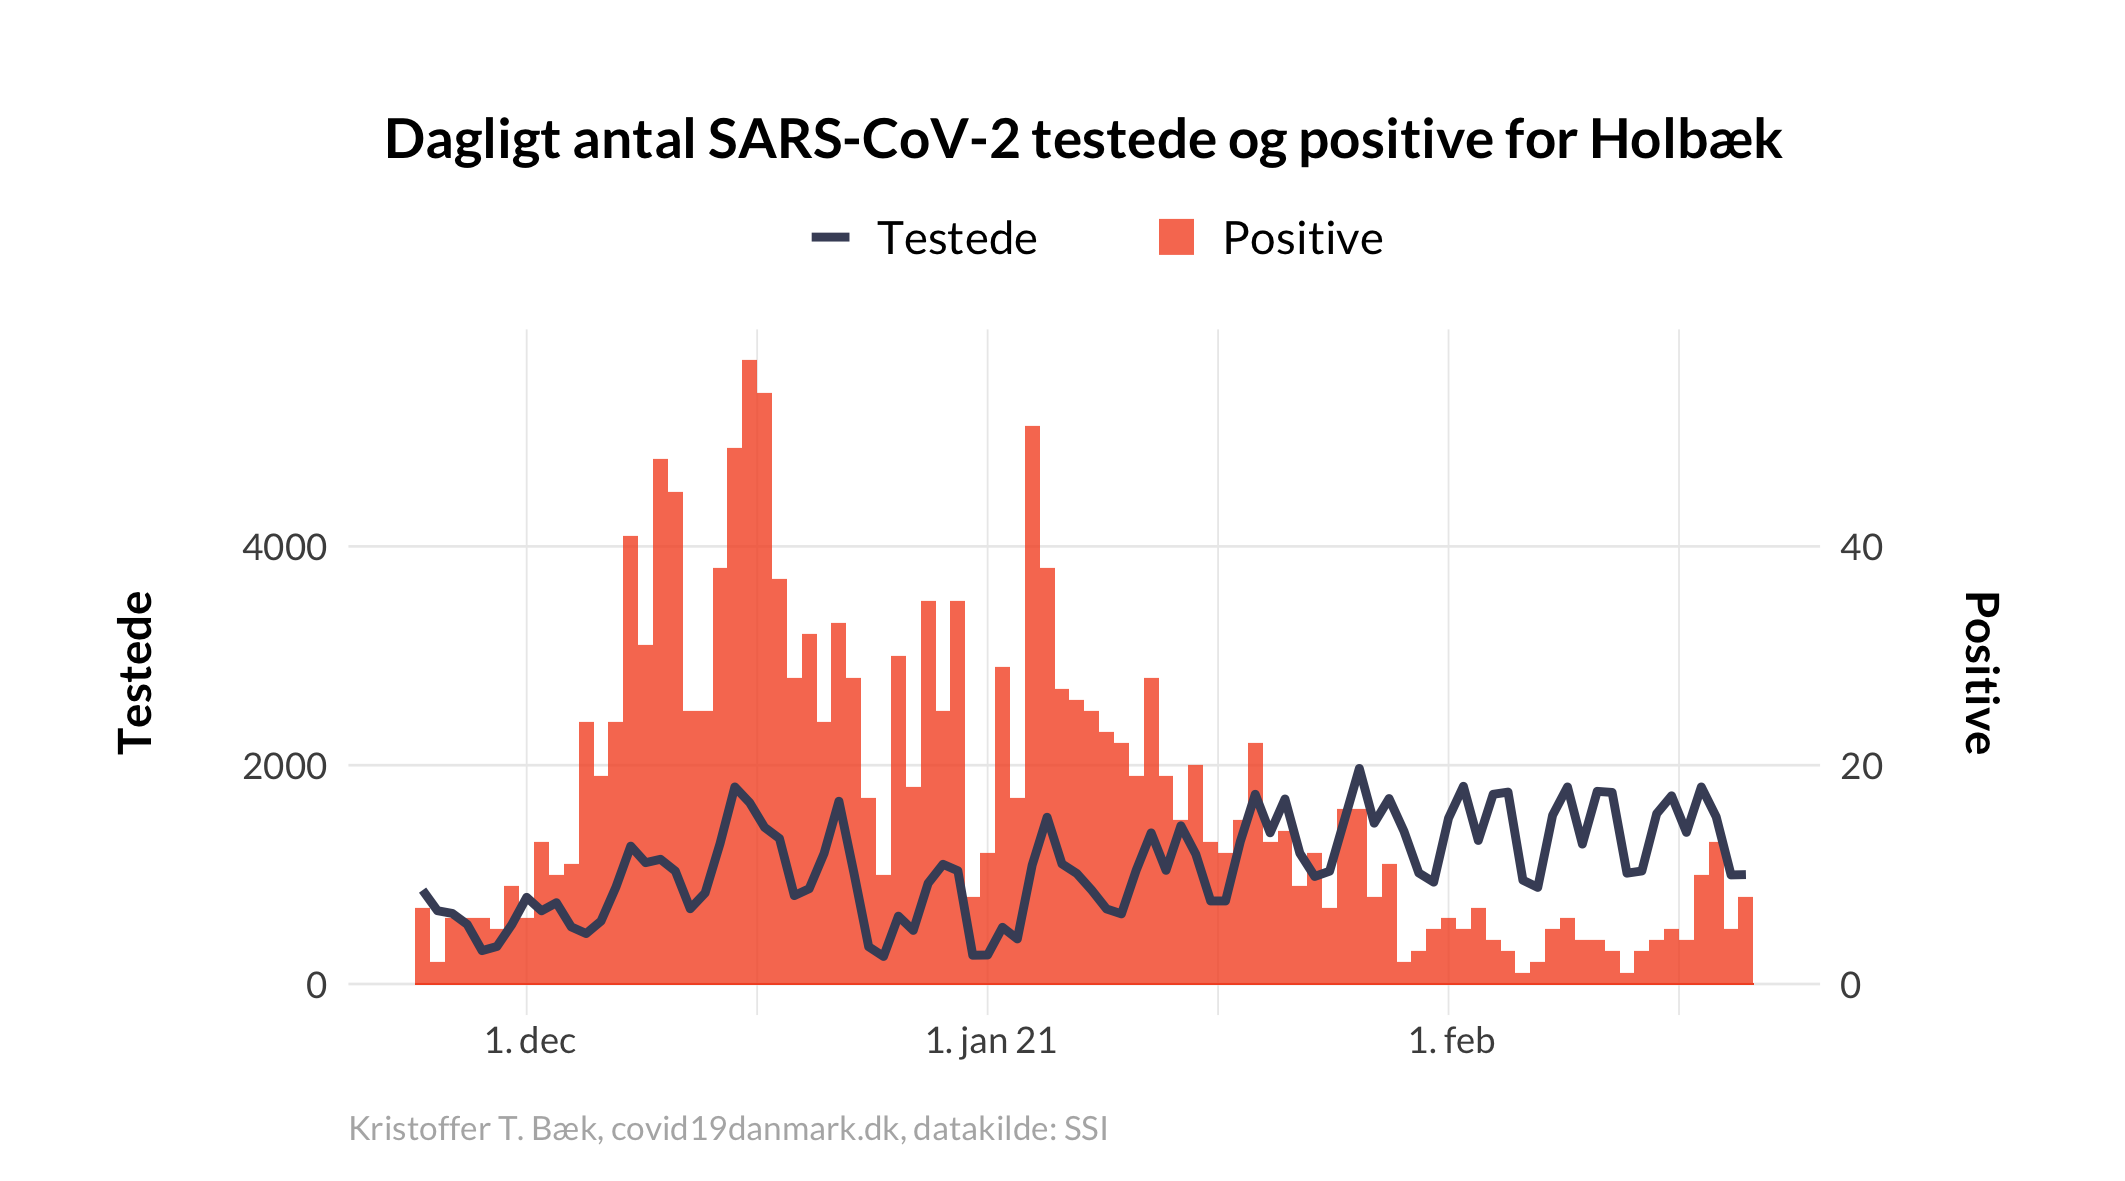 Dagligt antal SARS-CoV-2 testede og positive for Holbæk
Testede
Positive
4000
2000
0
Testede
40
20
0
Positive
1. dec
1. jan 21
1. feb
Kristoffer T. Bæk, covid19danmark.dk, datakilde: SSI